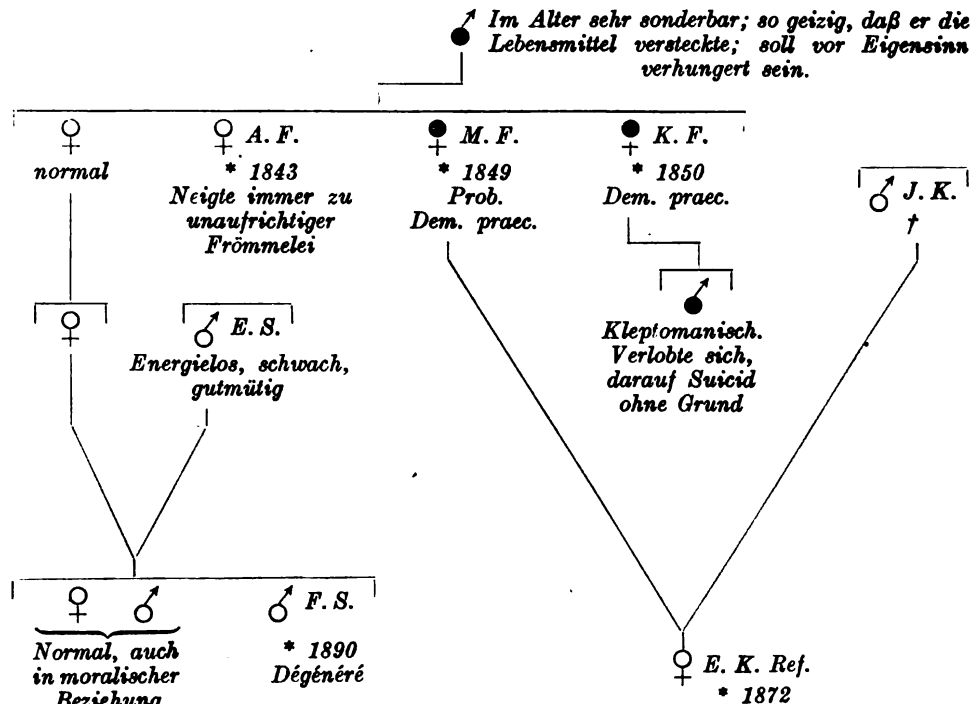 Im Alter sehr sonderbar; so geizig, daß er die
Lebensmittel versteckte; soll vor Eigensinn
verhungert sein.
normal
A. F.
* 1843
Neigte immer zu
unaufrichtiger
Frömmelei
M. F.
* 1849
Prob.
Dem. praec.
K. F.
* 1850
Dem. praec.
J. K.
†
E. S.
Energielos, schwach,
gutmütig
Kleptomanisch.
Verlobte sich,
darauf Suicid
ohne Grund
Normal, auch
in moralischer
Beziehung
F. S.
* 1890
Dégénéré
E. K. Ref.
* 1872